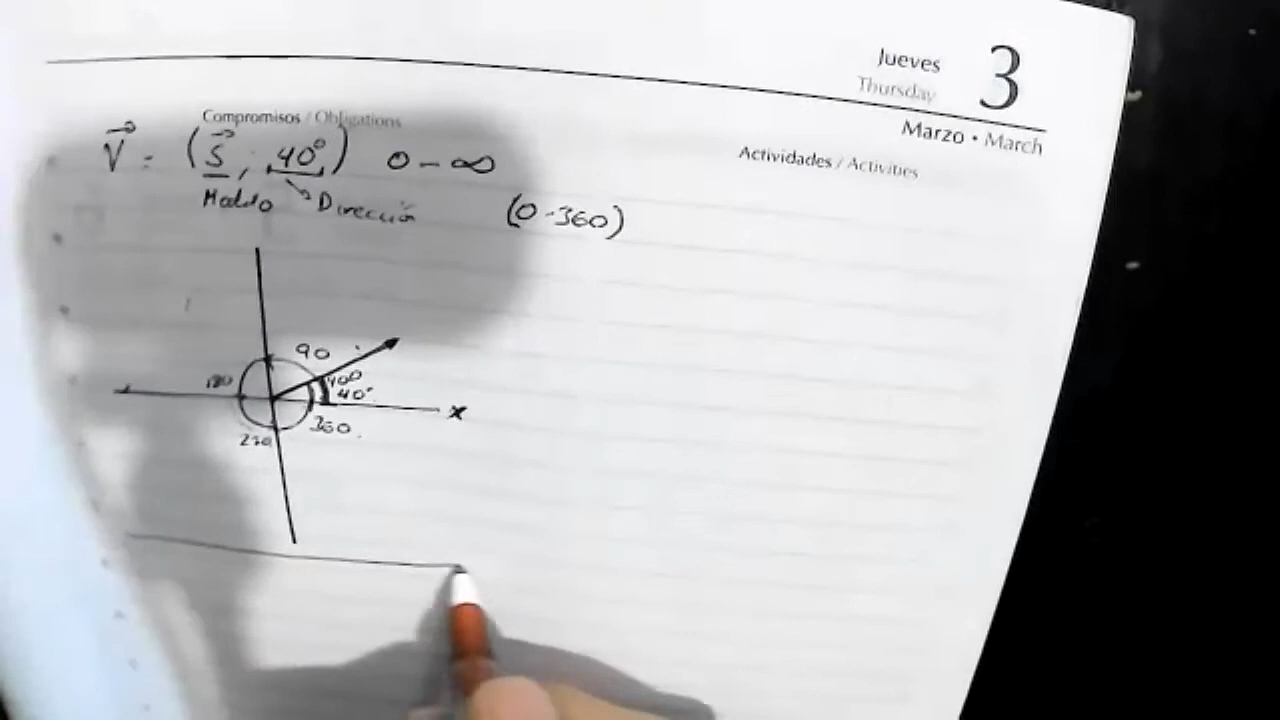 Jueves 3
Thursday
Marzo • March
Compromisos / Obligations
Actividades / Activities
V⃗ = (5⃗ , 40°) 0 - ∞
Modulo Dirección (0 - 360)
90
180 40°
40°
x
270 360